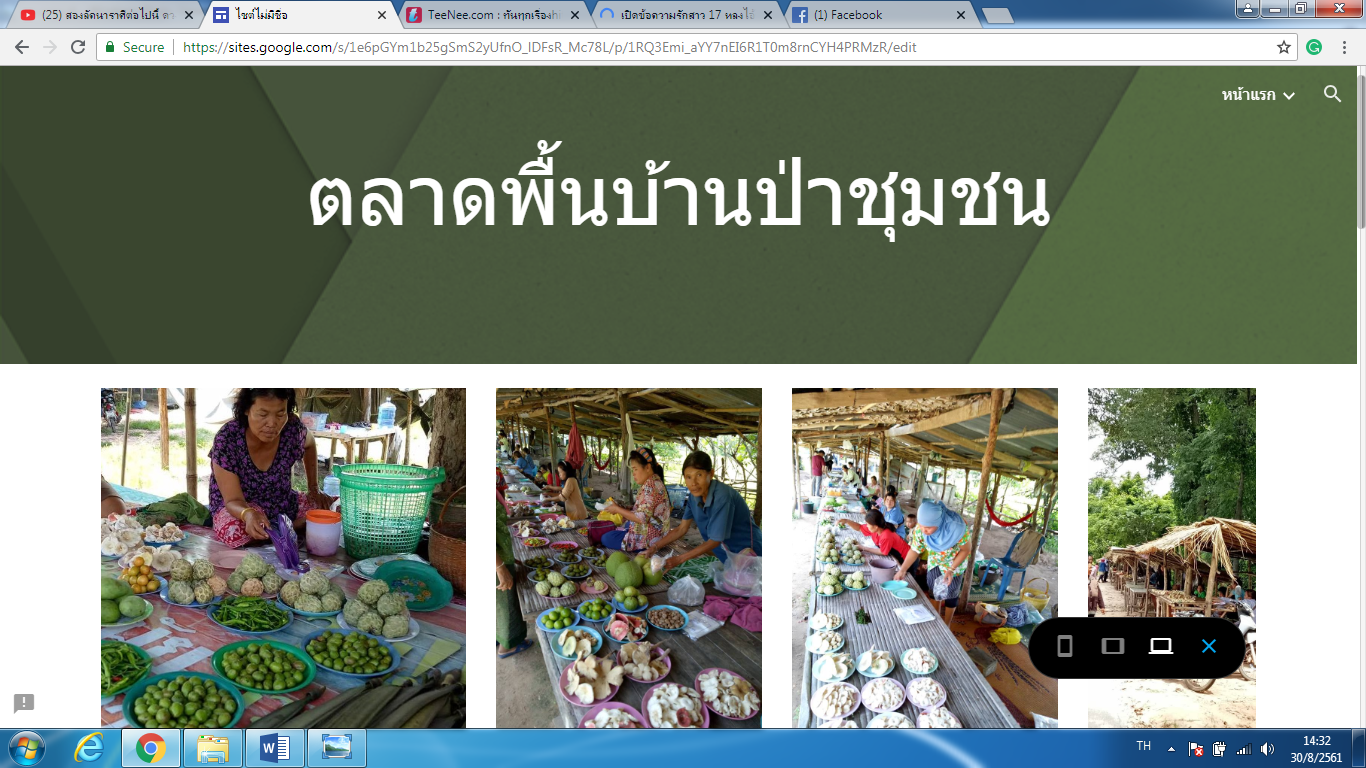 (25) สองลัดนาราศีต่อไปนี้ ดว
ไซต์ไม่มีชื่อ
TeeNee.com : ทันทุกเรื่องh
เปิดข้อความรักสาว 17 หลงไ
(1) Facebook
Secure
https://sites.google.com/s/1e6pGYm1b25gSmS2yUfnO_lDFsR_Mc78L/p/1RQ3Emi_aYY7nEI6R1T0m8rnCYH4PRMzR/edit
หน้าแรก
ตลาดพื้นบ้านป่าชุมชน
TH
14:32
30/8/2561